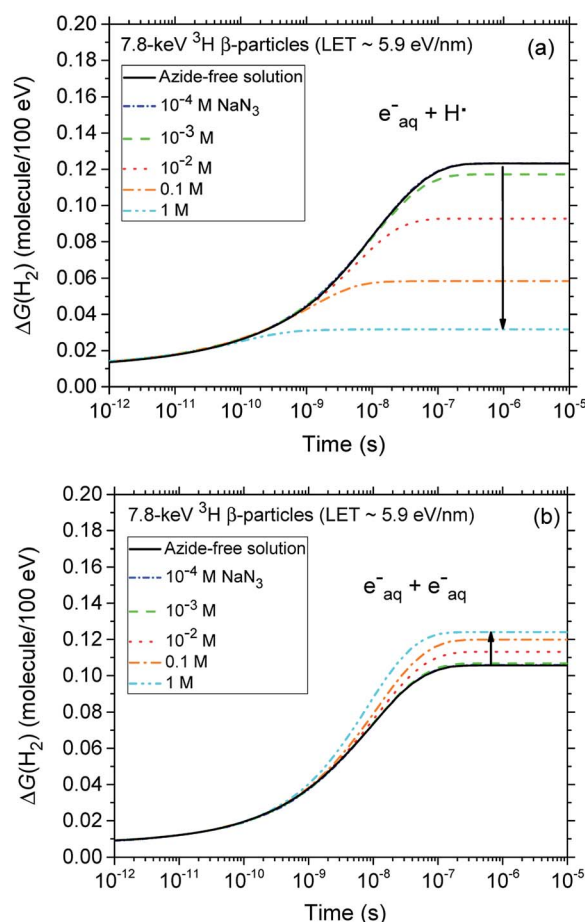 7.8-keV ³H β-particles (LET ~ 5.9 eV/nm) (a)
Azide-free solution
10⁻⁴ M NaN₃
10⁻³ M
10⁻² M
0.1 M
1 M
e⁻aq + H•
ΔG(H₂) (molecule/100 eV)
0.20
0.18
0.16
0.14
0.12
0.10
0.08
0.06
0.04
0.02
0.00
10⁻¹² 10⁻¹¹ 10⁻¹⁰ 10⁻⁹ 10⁻⁸ 10⁻⁷ 10⁻⁶ 10⁻⁵
Time (s)
7.8-keV ³H β-particles (LET ~ 5.9 eV/nm) (b)
Azide-free solution
10⁻⁴ M NaN₃
10⁻³ M
10⁻² M
0.1 M
1 M
e⁻aq + e⁻aq
ΔG(H₂) (molecule/100 eV)
0.20
0.18
0.16
0.14
0.12
0.10
0.08
0.06
0.04
0.02
0.00
10⁻¹² 10⁻¹¹ 10⁻¹⁰ 10⁻⁹ 10⁻⁸ 10⁻⁷ 10⁻⁶ 10⁻⁵
Time (s)